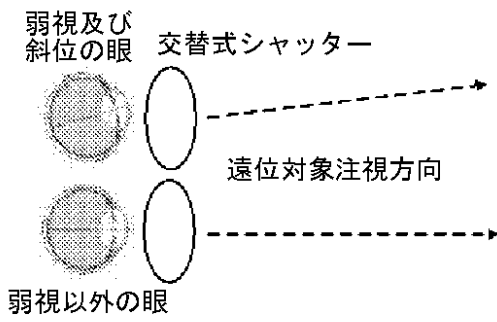 弱視及び
斜位の眼
交替式シャッター
遠位対象注視方向
弱視以外の眼